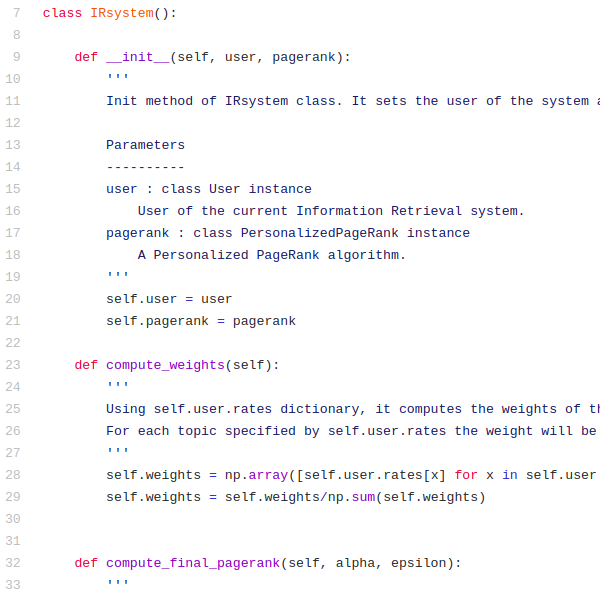 7 class IRsystem():
8
9 def __init__(self, user, pagerank):
10 '''
11 Init method of IRsystem class. It sets the user of the system
12
13 Parameters
14 ----------
15 user : class User instance
16 User of the current Information Retrieval system.
17 pagerank : class PersonalizedPageRank instance
18 A Personalized PageRank algorithm.
19 '''
20 self.user = user
21 self.pagerank = pagerank
22
23 def compute_weights(self):
24 '''
25 Using self.user.rates dictionary, it computes the weights of
26 For each topic specified by self.user.rates the weight will be
27 '''
28 self.weights = np.array([self.user.rates[x] for x in self.user
29 self.weights = self.weights/np.sum(self.weights)
30
31
32 def compute_final_pagerank(self, alpha, epsilon):
33 '''